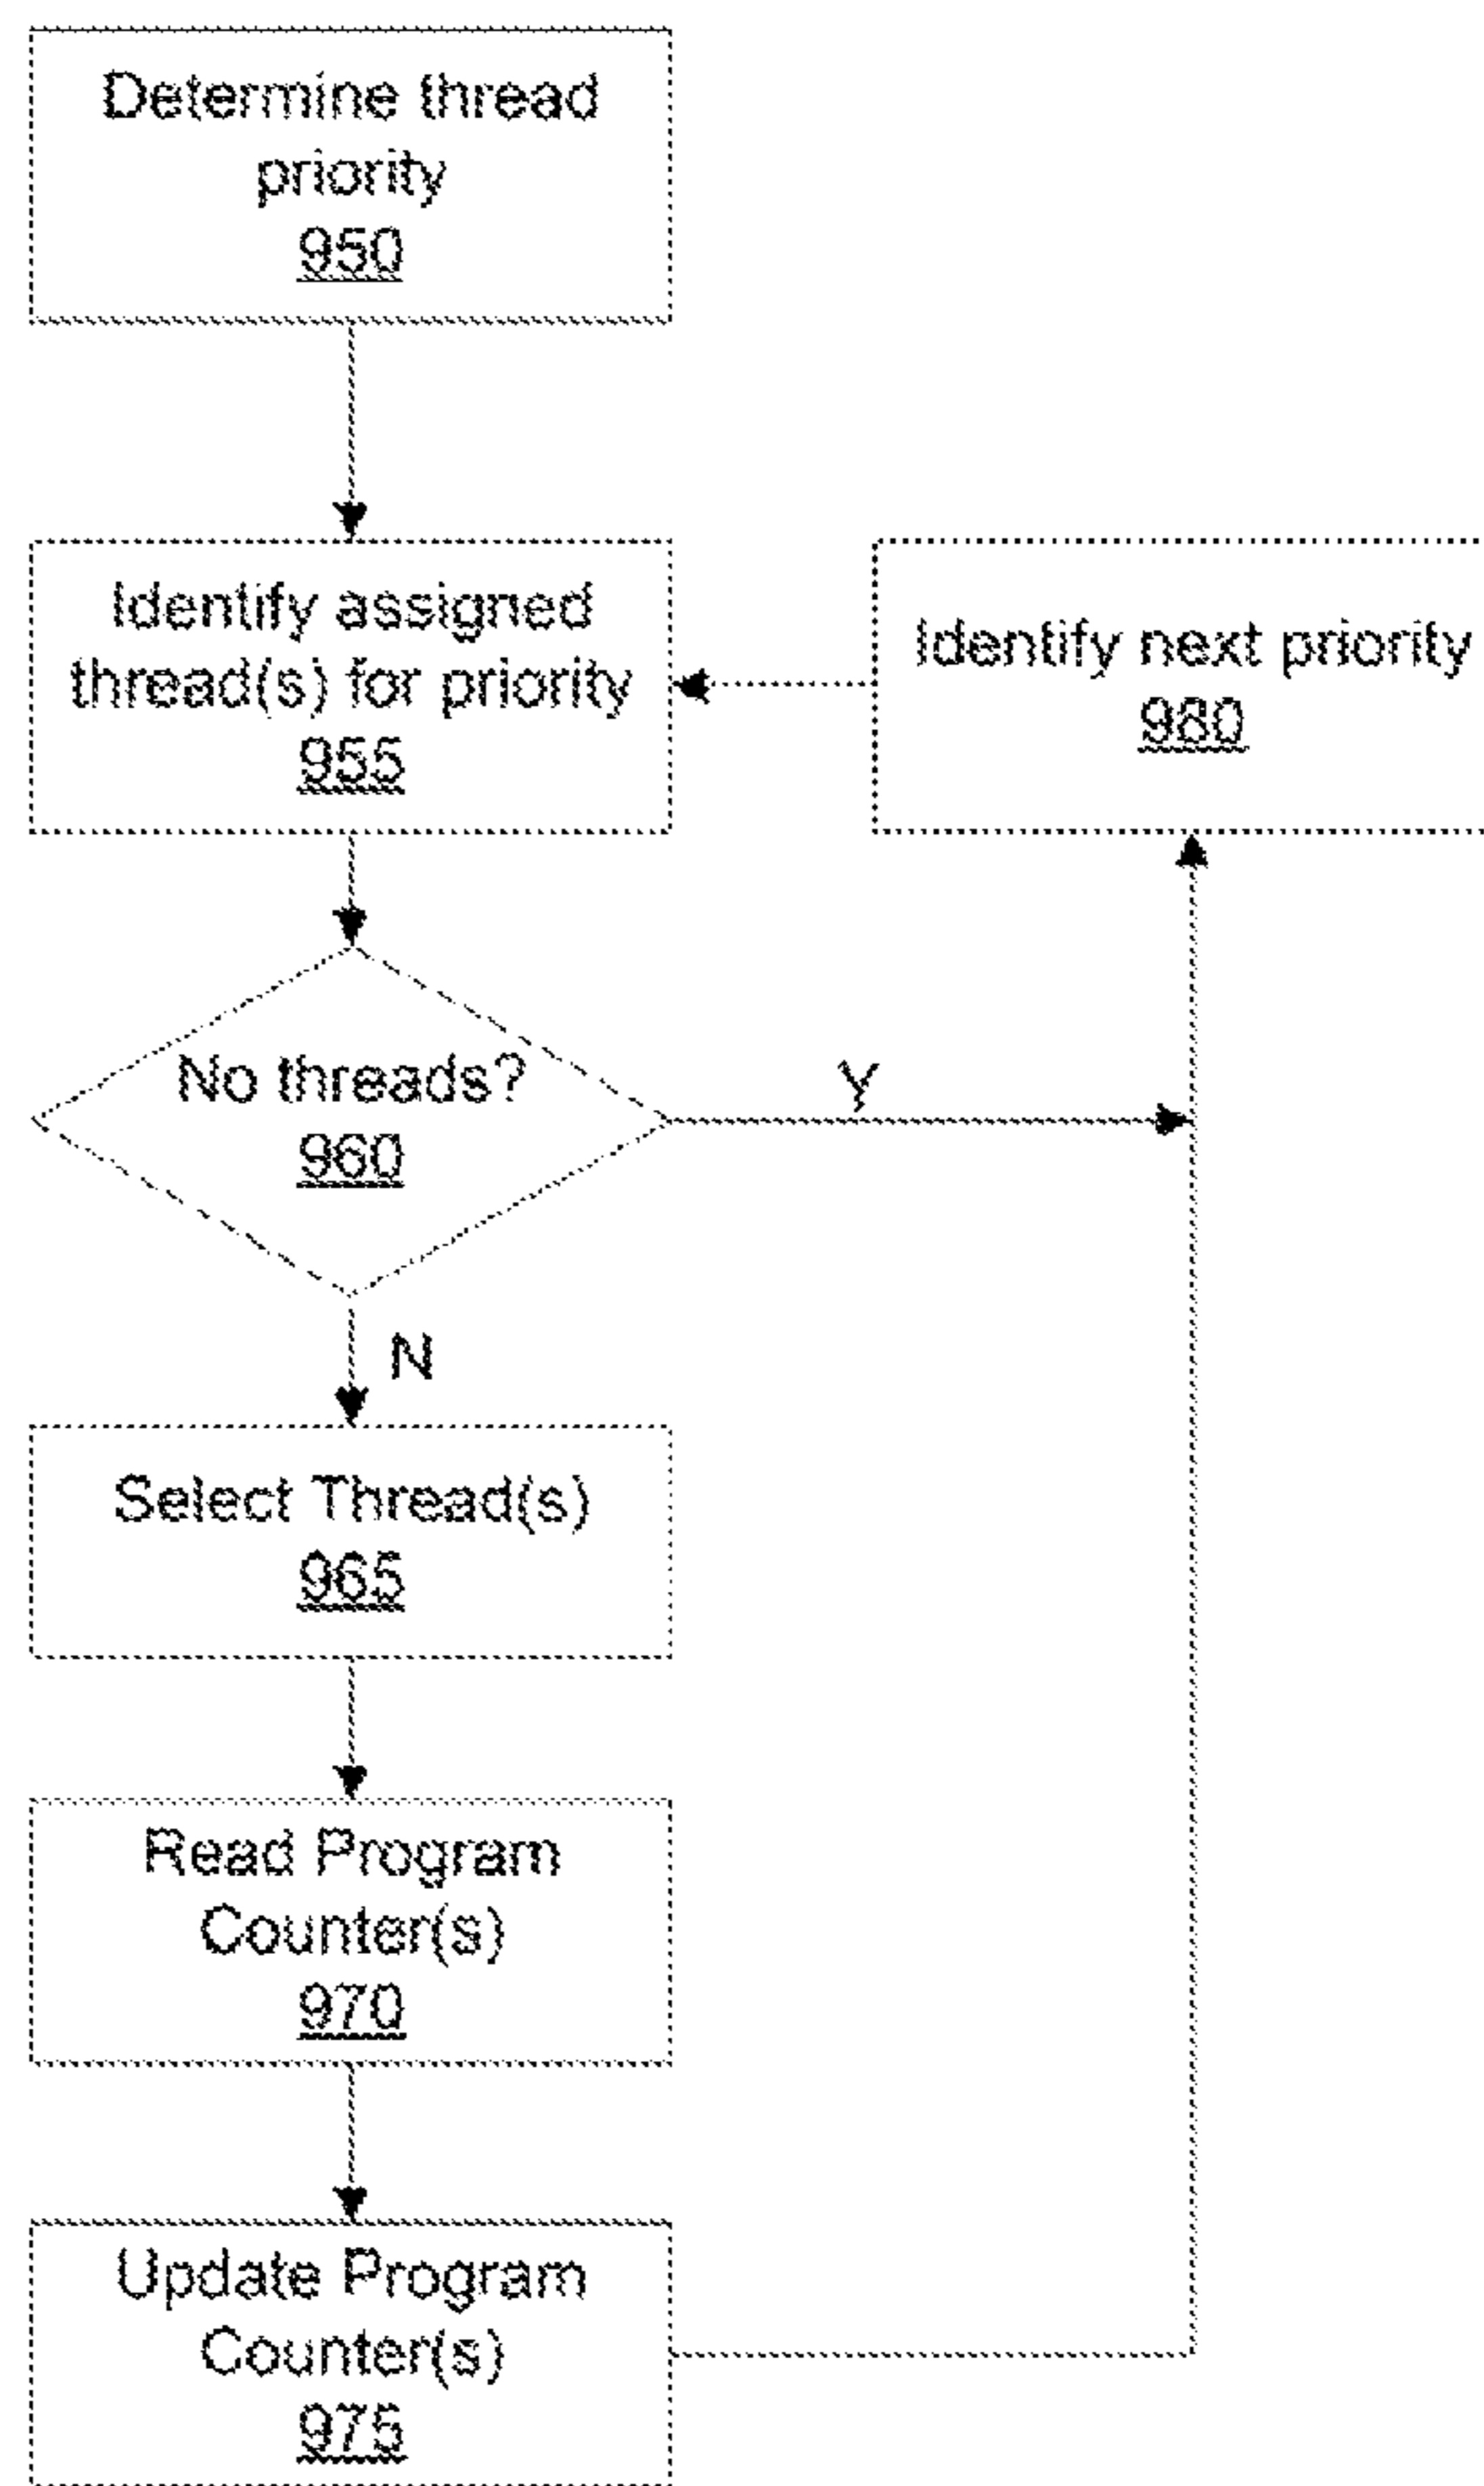 Determine thread
priority
950
Identify assigned
thread(s) for priority
955
Identify next priority
980
No threads?
960
Y
N
Select Thread(s)
965
Read Program
Counter(s)
970
Update Program
Counter(s)
975